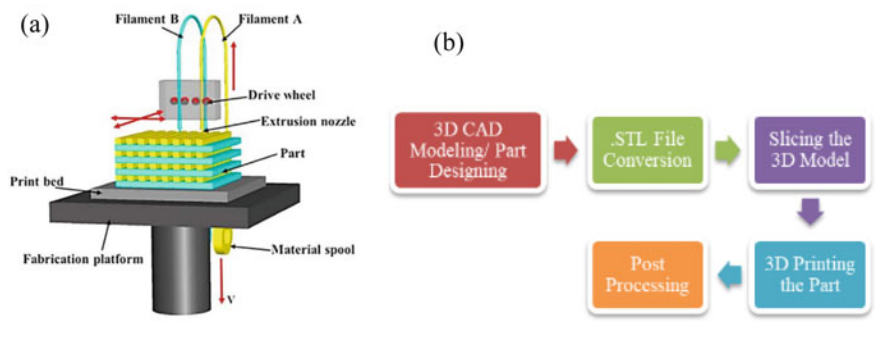 (a)
Filament B
Filament A
Drive wheel
Extrusion nozzle
Part
Print bed
Fabrication platform
Material spool
V
(b)
3D CAD
Modeling/ Part
Designing
.STL File
Conversion
Slicing the
3D Model
3D Printing
the Part
Post
Processing